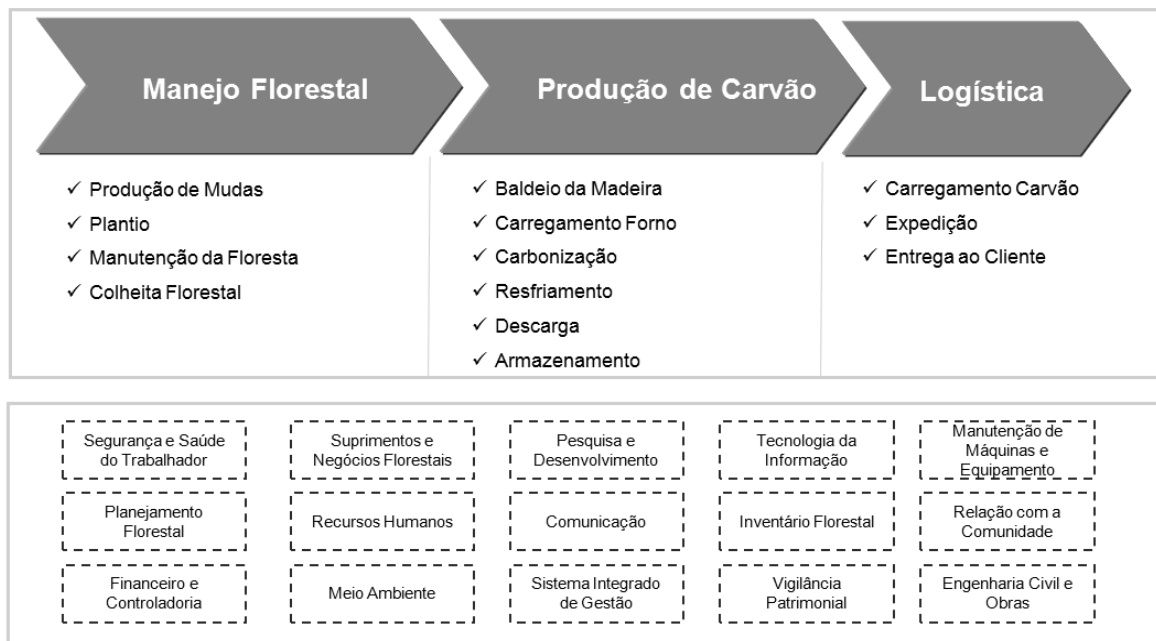 Manejo Florestal
Produção de Carvão
Logística
✓ Produção de Mudas
✓ Plantio
✓ Manutenção da Floresta
✓ Colheita Florestal
✓ Baldeio da Madeira
✓ Carregamento Forno
✓ Carbonização
✓ Resfriamento
✓ Descarga
✓ Armazenamento
✓ Carregamento Carvão
✓ Expedição
✓ Entrega ao Cliente
Segurança e Saúde
do Trabalhador
Suprimentos e
Negócios Florestais
Pesquisa e
Desenvolvimento
Tecnologia da
Informação
Manutenção de
Máquinas e
Equipamento
Planejamento
Florestal
Recursos Humanos
Comunicação
Inventário Florestal
Relação com a
Comunidade
Financeiro e
Controladoria
Meio Ambiente
Sistema Integrado
de Gestão
Vigilância
Patrimonial
Engenharia Civil e
Obras